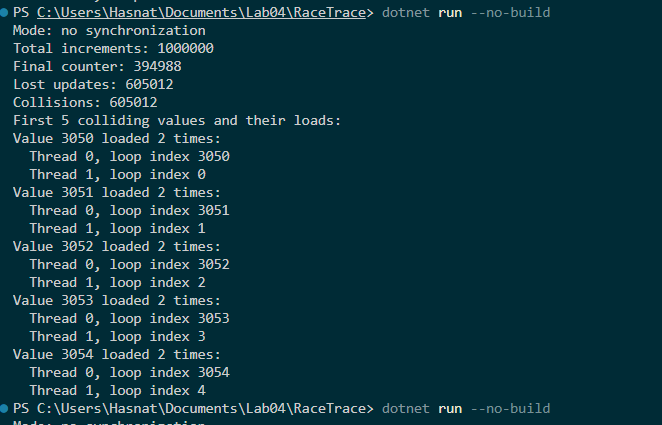 PS C:\Users\Hasnat\Documents\Lab04\RaceTrace> dotnet run --no-build
Mode: no synchronization
Total increments: 1000000
Final counter: 394988
Lost updates: 605012
Collisions: 605012
First 5 colliding values and their loads:
Value 3050 loaded 2 times:
  Thread 0, loop index 3050
  Thread 1, loop index 0
Value 3051 loaded 2 times:
  Thread 0, loop index 3051
  Thread 1, loop index 1
Value 3052 loaded 2 times:
  Thread 0, loop index 3052
  Thread 1, loop index 2
Value 3053 loaded 2 times:
  Thread 0, loop index 3053
  Thread 1, loop index 3
Value 3054 loaded 2 times:
  Thread 0, loop index 3054
  Thread 1, loop index 4
PS C:\Users\Hasnat\Documents\Lab04\RaceTrace> dotnet run --no-build